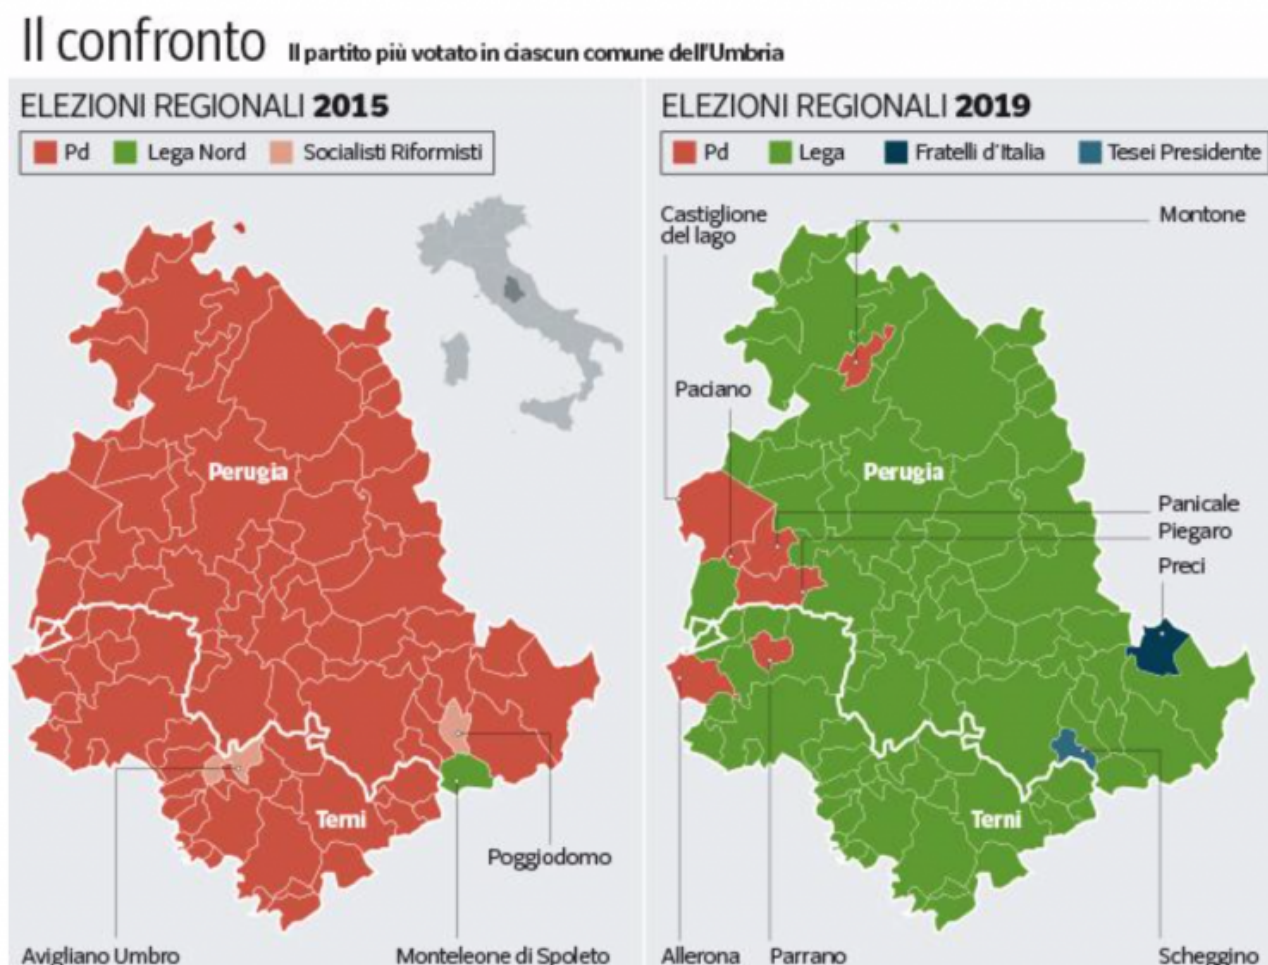 Il confronto Il partito più votato in ciascun comune dell'Umbria
ELEZIONI REGIONALI 2015
Pd Lega Nord Socialisti Riformisti
Perugia
Terni
Poggiodomo
Avigliano Umbro
Monteleone di Spoleto
ELEZIONI REGIONALI 2019
Pd Lega Fratelli d'Italia Tesei Presidente
Castiglione
del lago
Montone
Paciano
Perugia
Panicale
Piegaro
Preci
Terni
Allerona
Parrano
Scheggino